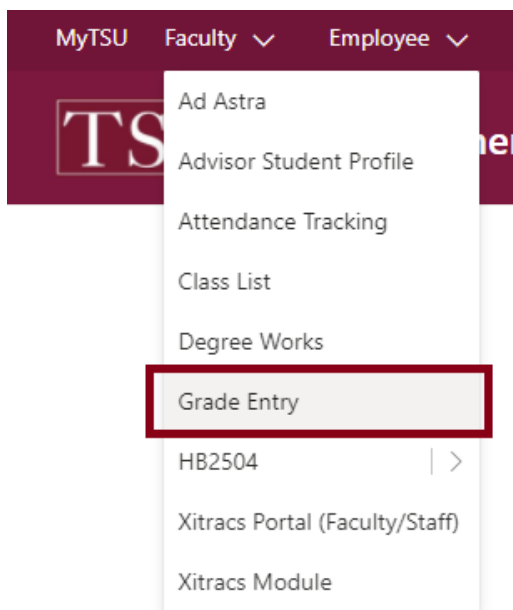 MyTSU Faculty Employee
TS
Ad Astra
Advisor Student Profile
Attendance Tracking
Class List
Degree Works
Grade Entry
HB2504
Xitracs Portal (Faculty/Staff)
Xitracs Module